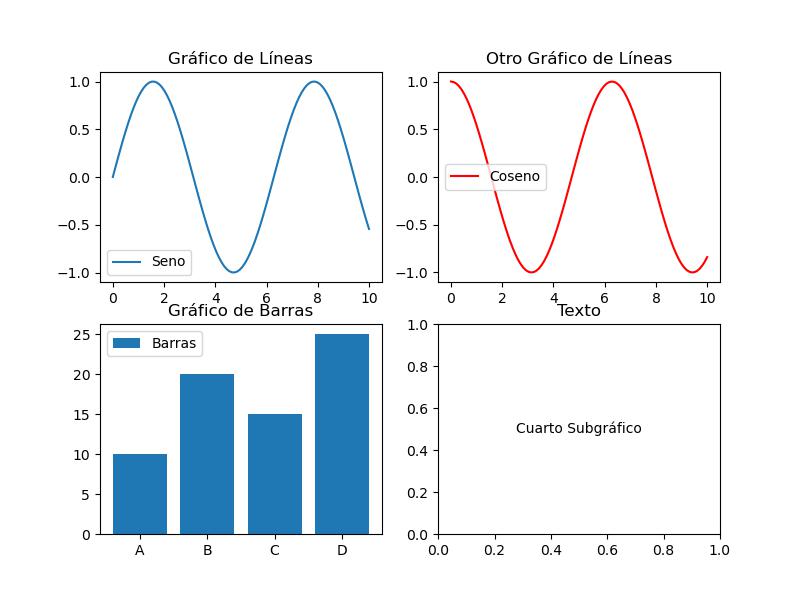 Gráfico de Líneas
1.0
0.5
0.0
−0.5
−1.0
Seno
0 2 4 6 8 10
Otro Gráfico de Líneas
1.0
0.5
0.0
−0.5
−1.0
Coseno
0 2 4 6 8 10
Gráfico de Barras
25
20
15
10
5
0
Barras
A B C D
Texto
1.0
0.8
0.6
0.4
0.2
0.0
Cuarto Subgráfico
0.0 0.2 0.4 0.6 0.8 1.0